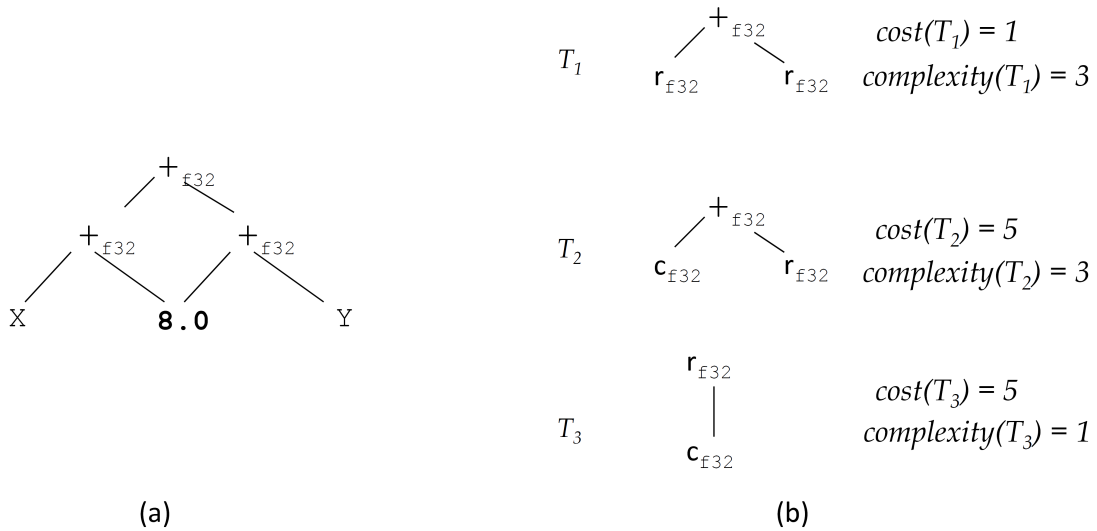 +f32
+f32 +f32
X 8.0 Y
(a)
T1
+f32
rf32 rf32
cost(T1) = 1
complexity(T1) = 3
T2
+f32
cf32 rf32
cost(T2) = 5
complexity(T2) = 3
T3
rf32
cf32
cost(T3) = 5
complexity(T3) = 1
(b)